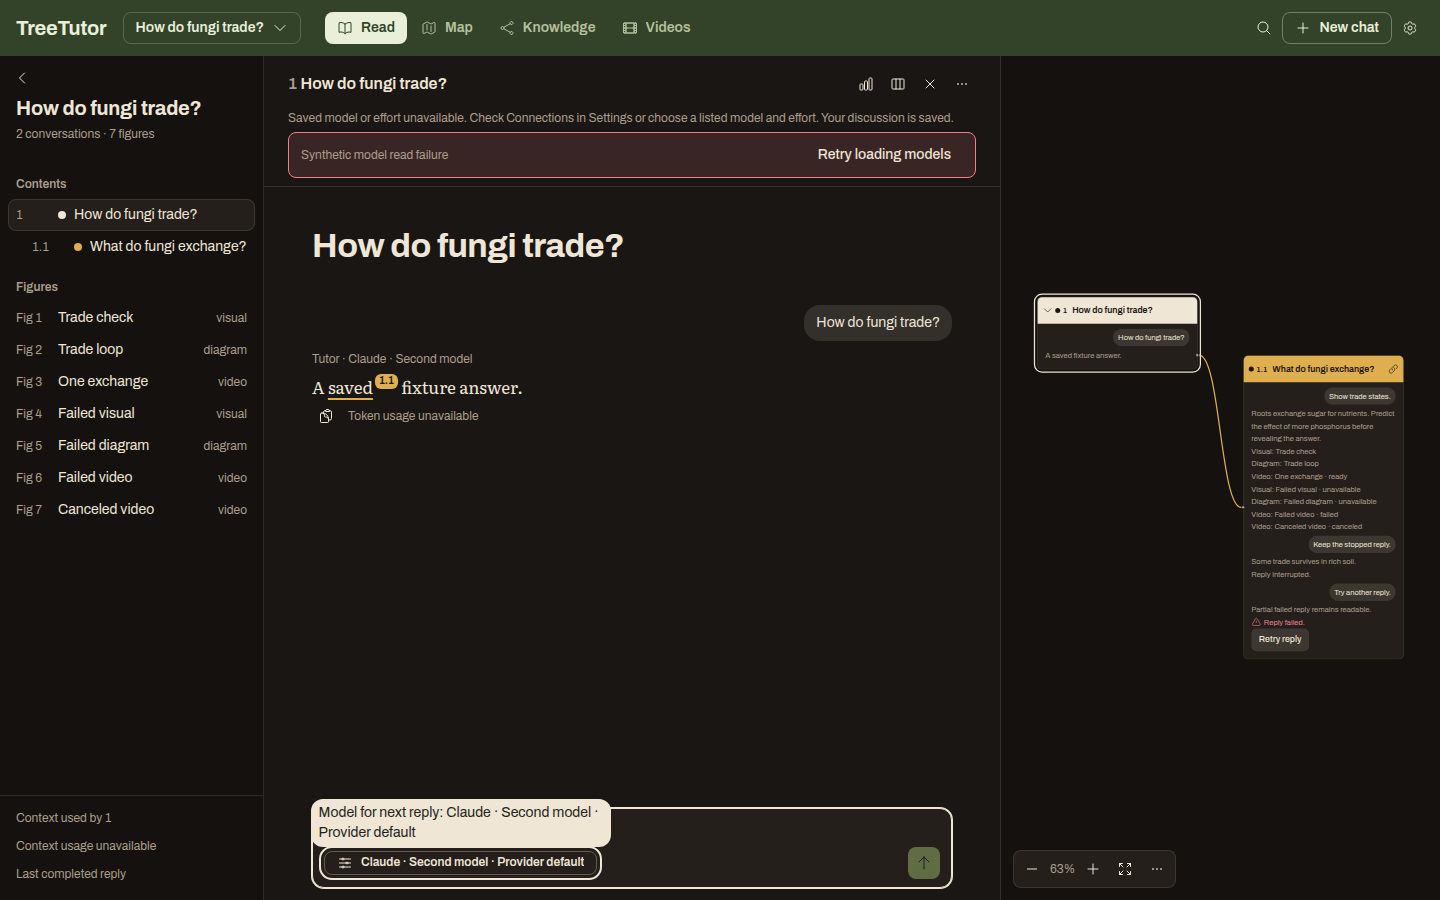 TreeTutor
How do fungi trade?
Read
Map
Knowledge
Videos
New chat
How do fungi trade?
2 conversations · 7 figures
Contents
1 How do fungi trade?
1.1 What do fungi exchange?
Figures
Fig 1 Trade check visual
Fig 2 Trade loop diagram
Fig 3 One exchange video
Fig 4 Failed visual visual
Fig 5 Failed diagram diagram
Fig 6 Failed video video
Fig 7 Canceled video video
Context used by 1
Context usage unavailable
Last completed reply
1 How do fungi trade?
Saved model or effort unavailable. Check Connections in Settings or choose a listed model and effort. Your discussion is saved.
Synthetic model read failure
Retry loading models
How do fungi trade?
How do fungi trade?
Tutor · Claude · Second model
A saved 1.1 fixture answer.
Token usage unavailable
Model for next reply: Claude · Second model ·
Provider default
Claude · Second model · Provider default
1 How do fungi trade?
How do fungi trade?
A saved fixture answer.
1.1 What do fungi exchange?
Show trade states.
Roots exchange sugar for nutrients. Predict
the effect of more phosphorus before
revealing the answer.
Visual: Trade check
Diagram: Trade loop
Video: One exchange · ready
Visual: Failed visual · unavailable
Diagram: Failed diagram · unavailable
Video: Failed video · failed
Video: Canceled video · canceled
Keep the stopped reply.
Some trade survives in rich soil.
Reply interrupted.
Try another reply.
Partial failed reply remains readable.
Reply failed.
Retry reply
63%